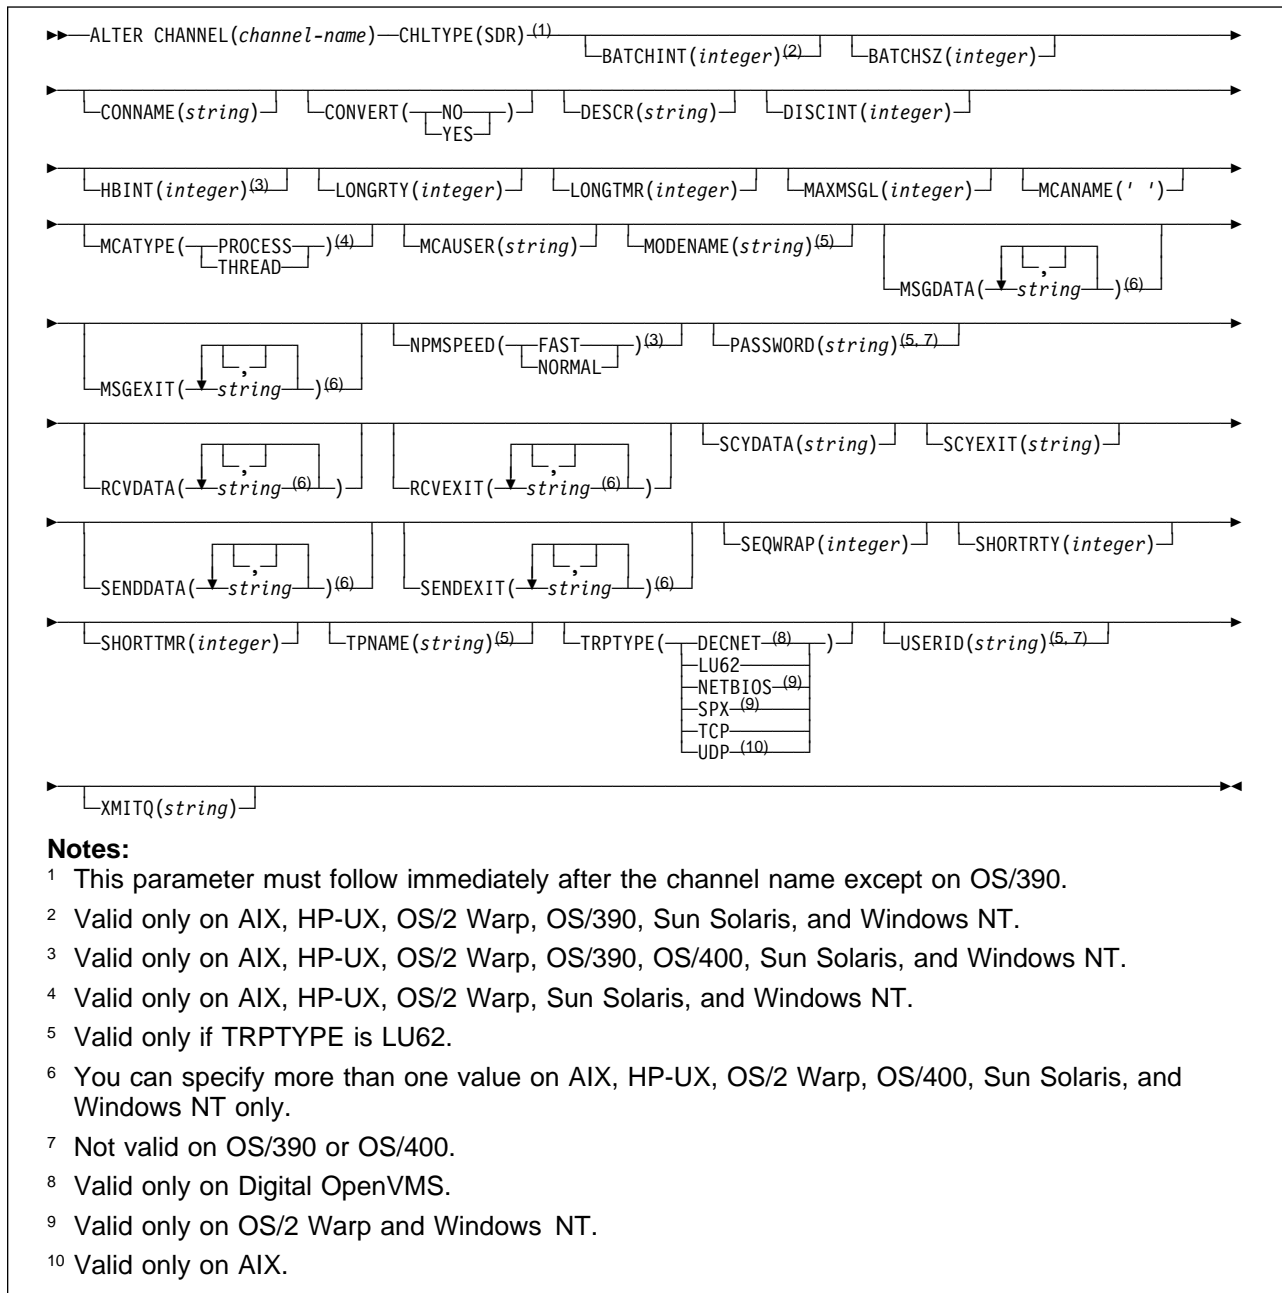 ALTER CHANNEL(channel-name) CHLTYPE(SDR) (1)
BATCHINT(integer) (2) BATCHSZ(integer)
CONNAME(string) CONVERT( NO ) DESCR(string) DISCINT(integer)
YES
HBINT(integer) (3) LONGRTY(integer) LONGTMR(integer) MAXMSGL(integer) MCANAME(' ')
MCATYPE( PROCESS ) (4) MCAUSER(string) MODENAME(string) (5)
THREAD
,
MSGDATA( string ) (6)
NPMSPEED( FAST ) (3) PASSWORD(string) (5, 7)
NORMAL
,
MSGEXIT( string ) (6)
SCYDATA(string) SCYEXIT(string)
, ,
RCVDATA( string (6) ) RCVEXIT( string (6) )
SEQWRAP(integer) SHORTRTY(integer)
, ,
SENDDATA( string ) (6) SENDEXIT( string ) (6)
SHORTTMR(integer) TPNAME(string) (5) TRPTYPE( DECNET (8) ) USERID(string) (5, 7)
LU62
NETBIOS (9)
SPX (9)
TCP
UDP (10)
XMITQ(string)
Notes:
1 This parameter must follow immediately after the channel name except on OS/390.
2 Valid only on AIX, HP-UX, OS/2 Warp, OS/390, Sun Solaris, and Windows NT.
3 Valid only on AIX, HP-UX, OS/2 Warp, OS/390, OS/400, Sun Solaris, and Windows NT.
4 Valid only on AIX, HP-UX, OS/2 Warp, Sun Solaris, and Windows NT.
5 Valid only if TRPTYPE is LU62.
6 You can specify more than one value on AIX, HP-UX, OS/2 Warp, OS/400, Sun Solaris, and
Windows NT only.
7 Not valid on OS/390 or OS/400.
8 Valid only on Digital OpenVMS.
9 Valid only on OS/2 Warp and Windows NT.
10 Valid only on AIX.